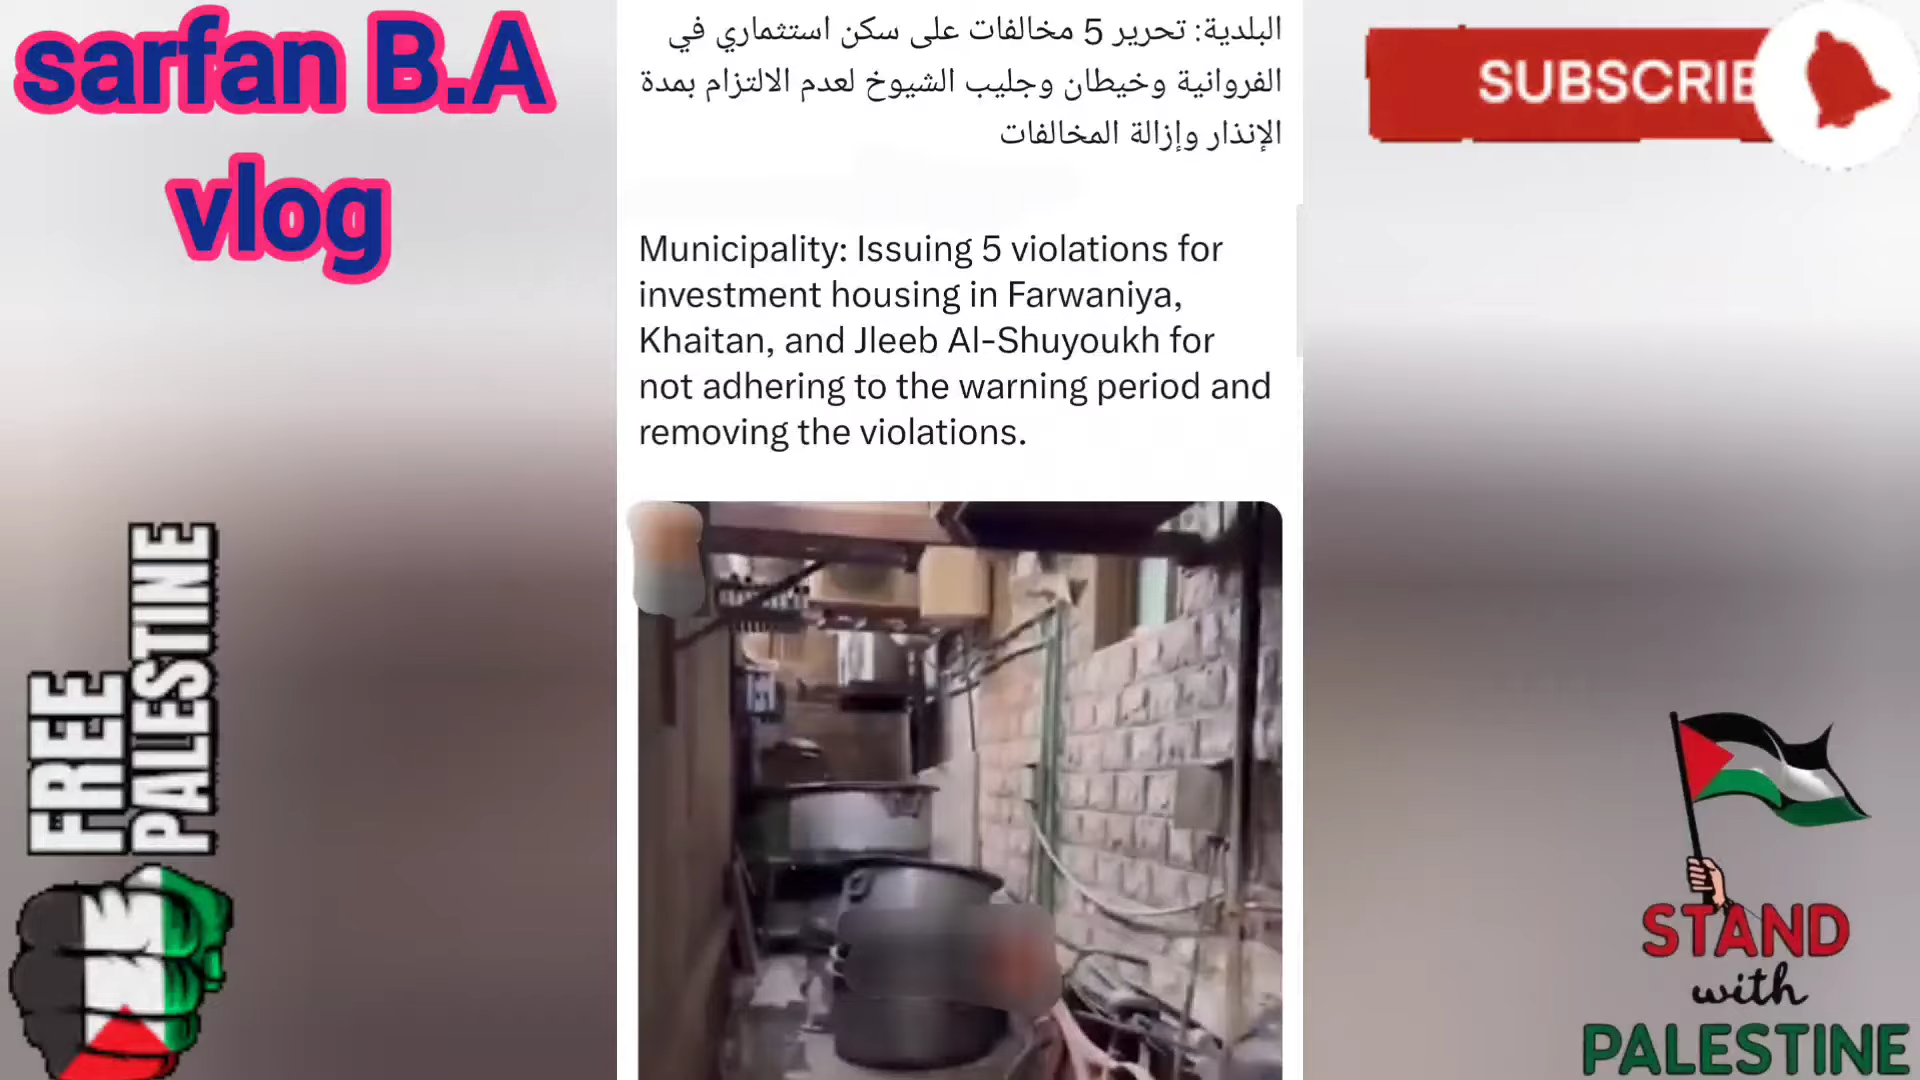 sarfan B.A
vlog
البلدية: تحرير 5 مخالفات على سكن استثماري في
الفروانية وخيطان وجليب الشيوخ لعدم الالتزام بمدة
الإنذار وإزالة المخالفات
Municipality: Issuing 5 violations for
investment housing in Farwaniya,
Khaitan, and Jleeb Al-Shuyoukh for
not adhering to the warning period and
removing the violations.
SUBSCRIBE
FREE
PALESTINE
STAND
with
PALESTINE